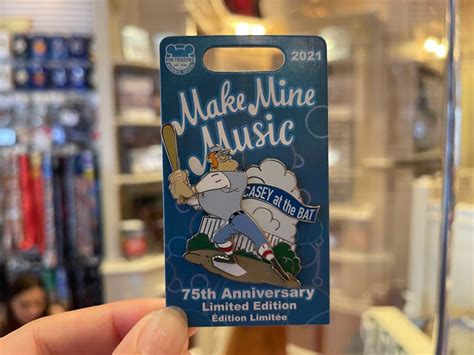 2021
PIN TRADING
Make Mine
Music
CASEY at the BAT
75th Anniversary
Limited Edition
Édition Limitée